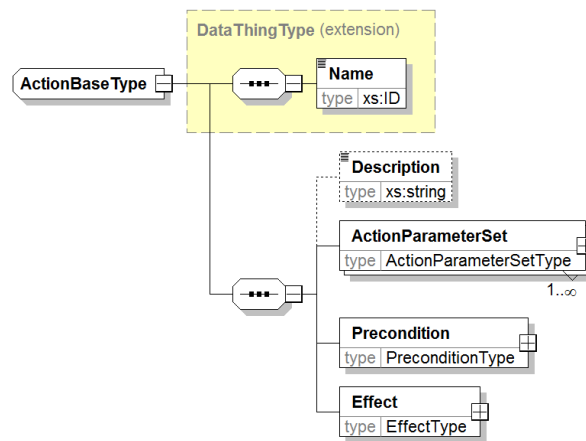 DataThingType (extension)
ActionBaseType
Name
type xs:ID
Description
type xs:string
ActionParameterSet
type ActionParameterSetType
1..∞
Precondition
type PreconditionType
Effect
type EffectType